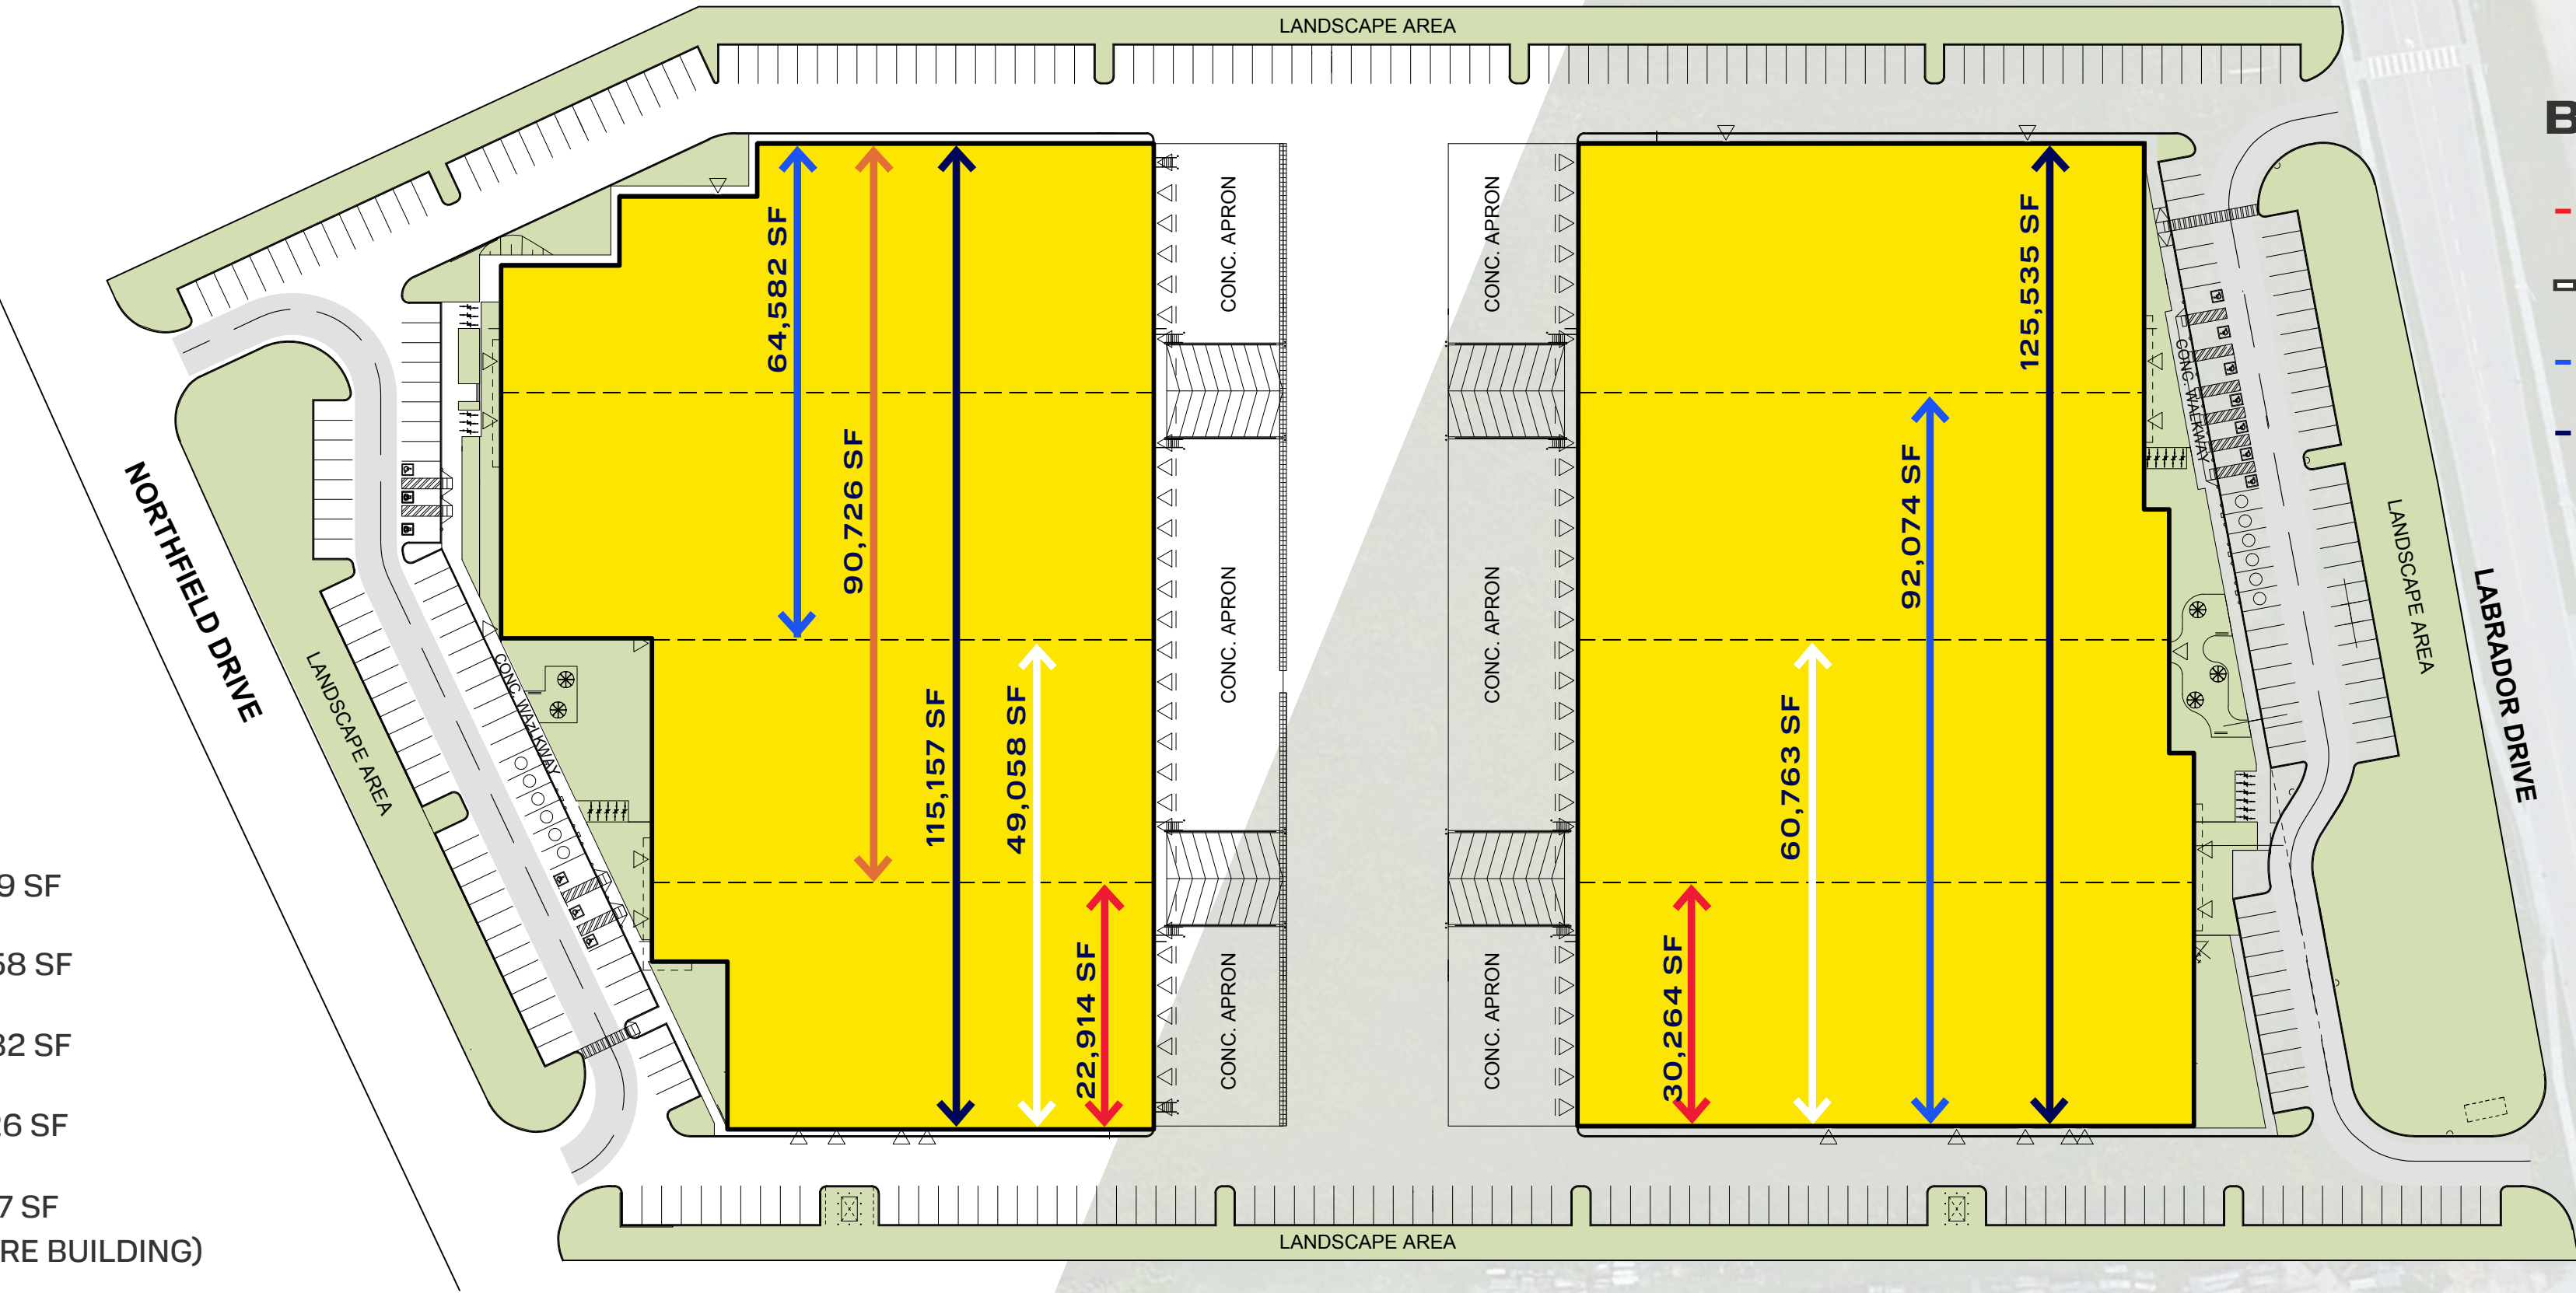 LANDSCAPE AREA
B
CONC. APRON
CONC. APRON
64,582 SF
125,535 SF
CONC. WALKWAY
90,726 SF
92,074 SF
NORTHFIELD DRIVE
LANDSCAPE AREA
LABRADOR DRIVE
CONC. APRON
CONC. APRON
LANDSCAPE AREA
CONC. WAzLKWAY
115,157 SF
49,058 SF
60,763 SF
9 SF
58 SF
22,914 SF
30,264 SF
CONC. APRON
CONC. APRON
82 SF
26 SF
7 SF
RE BUILDING)
LANDSCAPE AREA